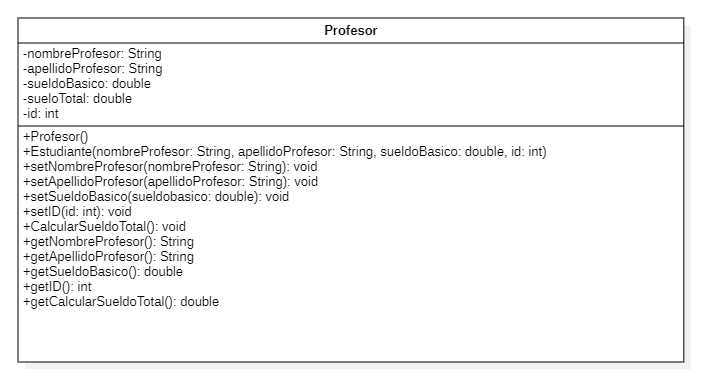 Profesor
-nombreProfesor: String
-apellidoProfesor: String
-sueldoBasico: double
-sueloTotal: double
-id: int
+Profesor()
+Estudiante(nombreProfesor: String, apellidoProfesor: String, sueldoBasico: double, id: int)
+setNombreProfesor(nombreProfesor: String): void
+setApellidoProfesor(apellidoProfesor: String): void
+setSueldoBasico(sueldobasico: double): void
+setID(id: int): void
+CalcularSueldoTotal(): void
+getNombreProfesor(): String
+getApellidoProfesor(): String
+getSueldoBasico(): double
+getID(): int
+getCalcularSueldoTotal(): double